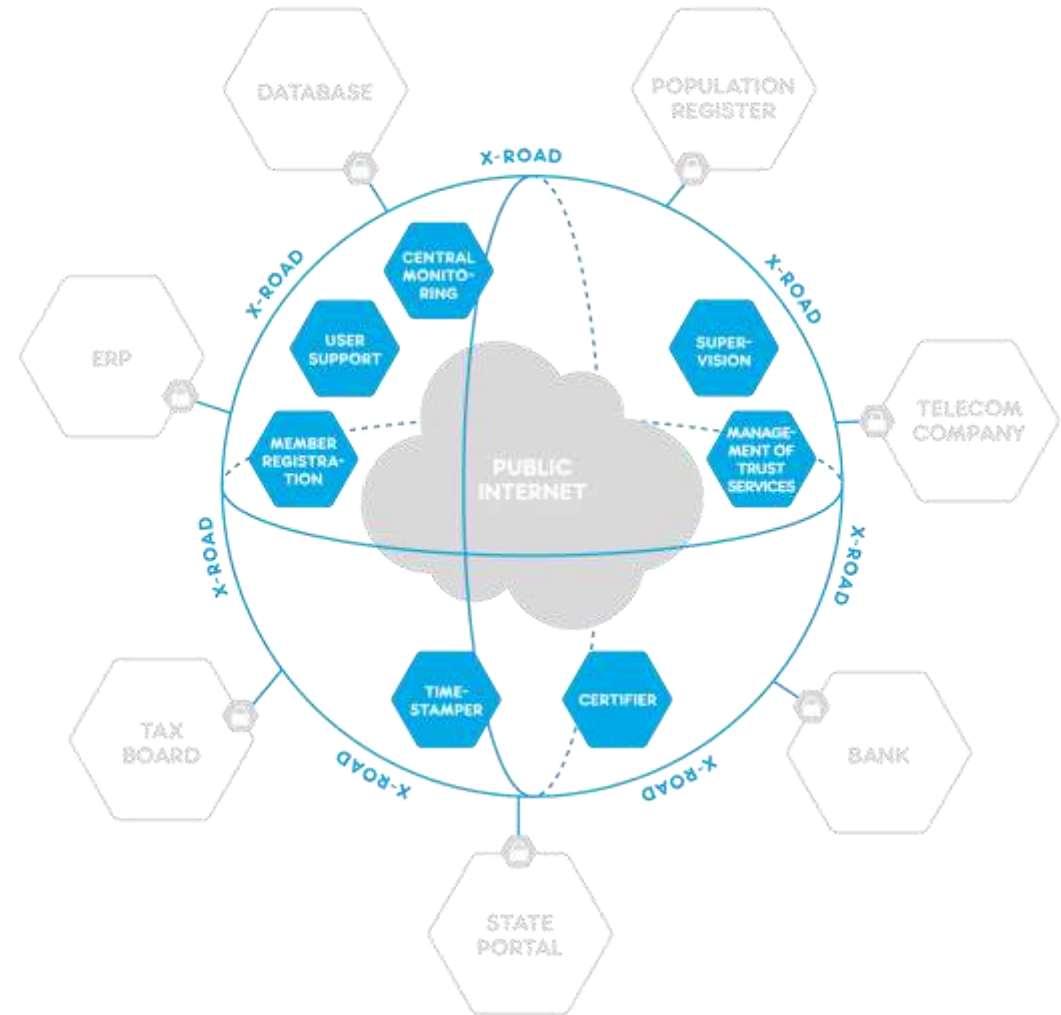 DATABASE
POPULATION
REGISTER
X-ROAD
X-ROAD
X-ROAD
CENTRAL
MONITO-
RING
USER
SUPPORT
SUPER-
VISION
ERP
TELECOM
COMPANY
MEMBER
REGISTRA-
TION
PUBLIC
INTERNET
MANAGE-
MENT OF
TRUST
SERVICES
X-ROAD
X-ROAD
TIME-
STAMPER
CERTIFIER
TAX
BOARD
BANK
X-ROAD
X-ROAD
STATE
PORTAL